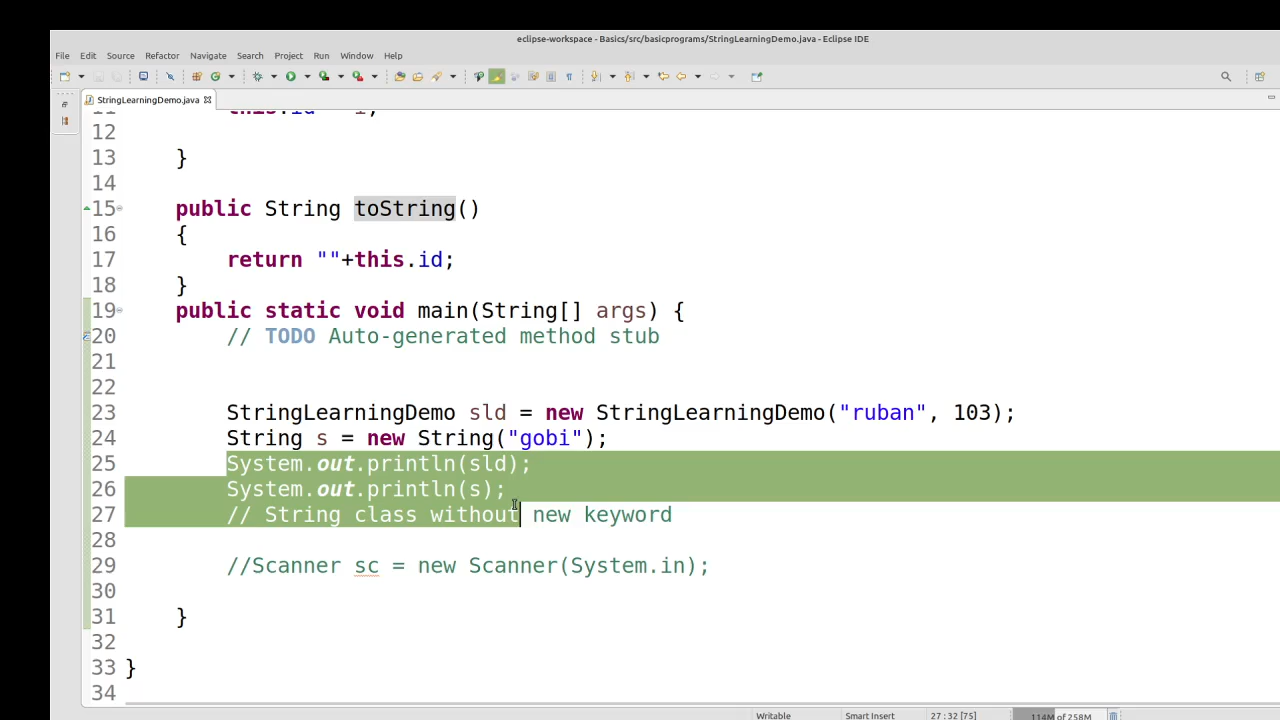 eclipse-workspace - Basics/src/basicprograms/StringLearningDemo.java - Eclipse IDE
File Edit Source Refactor Navigate Search Project Run Window Help
StringLearningDemo.java
12
13 }
14
15 public String toString()
16 {
17 return ""+this.id;
18 }
19 public static void main(String[] args) {
20 // TODO Auto-generated method stub
21
22
23 StringLearningDemo sld = new StringLearningDemo("ruban", 103);
24 String s = new String("gobi");
25 System.out.println(sld);
26 System.out.println(s);
27 // String class without new keyword
28
29 //Scanner sc = new Scanner(System.in);
30
31 }
32
33 }
34
Writable Smart Insert 27 : 32 [75] 114M of 258M